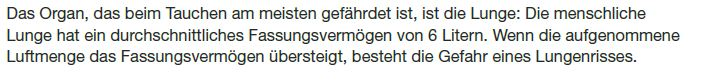 Das Organ, das beim Tauchen am meisten gefährdet ist, ist die Lunge: Die menschliche
Lunge hat ein durchschnittliches Fassungsvermögen von 6 Litern. Wenn die aufgenommene
Luftmenge das Fassungsvermögen übersteigt, besteht die Gefahr eines Lungenrisses.